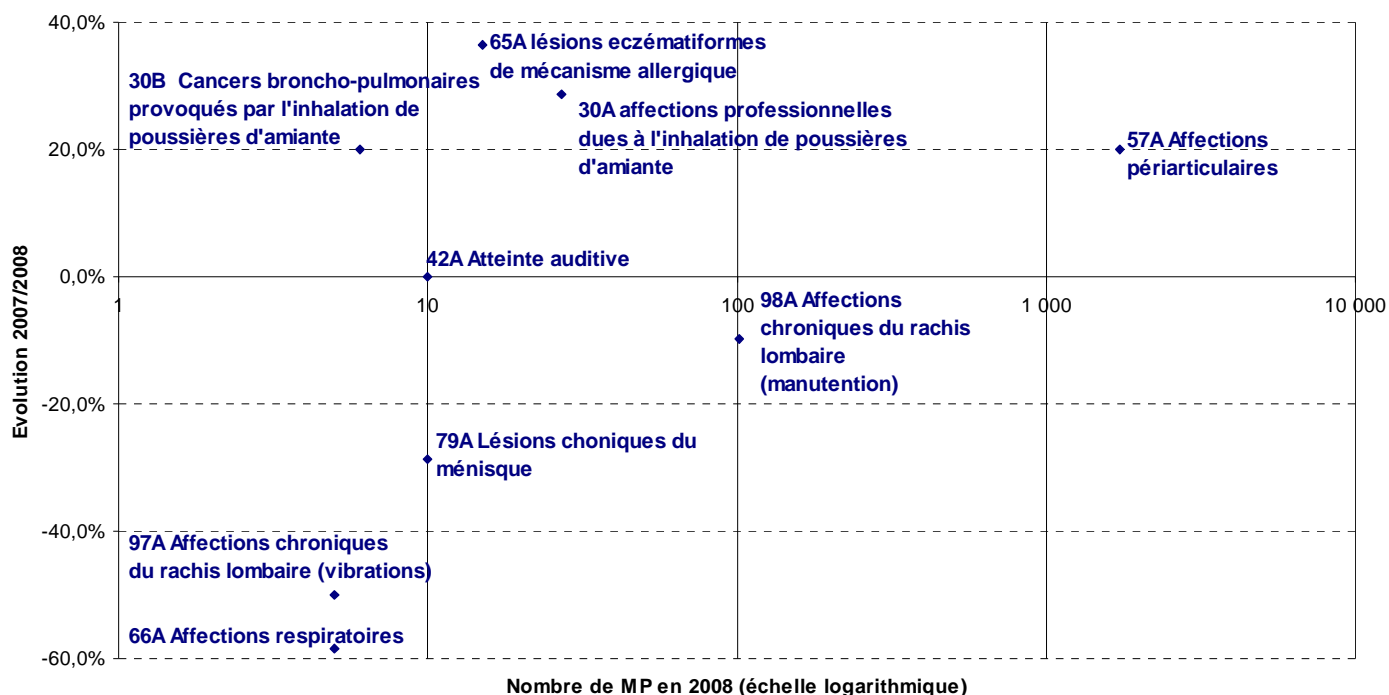 40,0%
65A lésions eczématiformes
de mécanisme allergique
30B Cancers broncho-pulmonaires
provoqués par l'inhalation de
poussières d'amiante
30A affections professionnelles
dues à l'inhalation de poussières
d'amiante
57A Affections
périarticulaires
20,0%
42A Atteinte auditive
0,0%
1
10
100
1 000
10 000
98A Affections
chroniques du rachis
lombaire
(manutention)
-20,0%
79A Lésions choniques du
ménisque
-40,0%
97A Affections chroniques
du rachis lombaire (vibrations)
66A Affections respiratoires
-60,0%
Evolution 2007/2008
Nombre de MP en 2008 (échelle logarithmique)